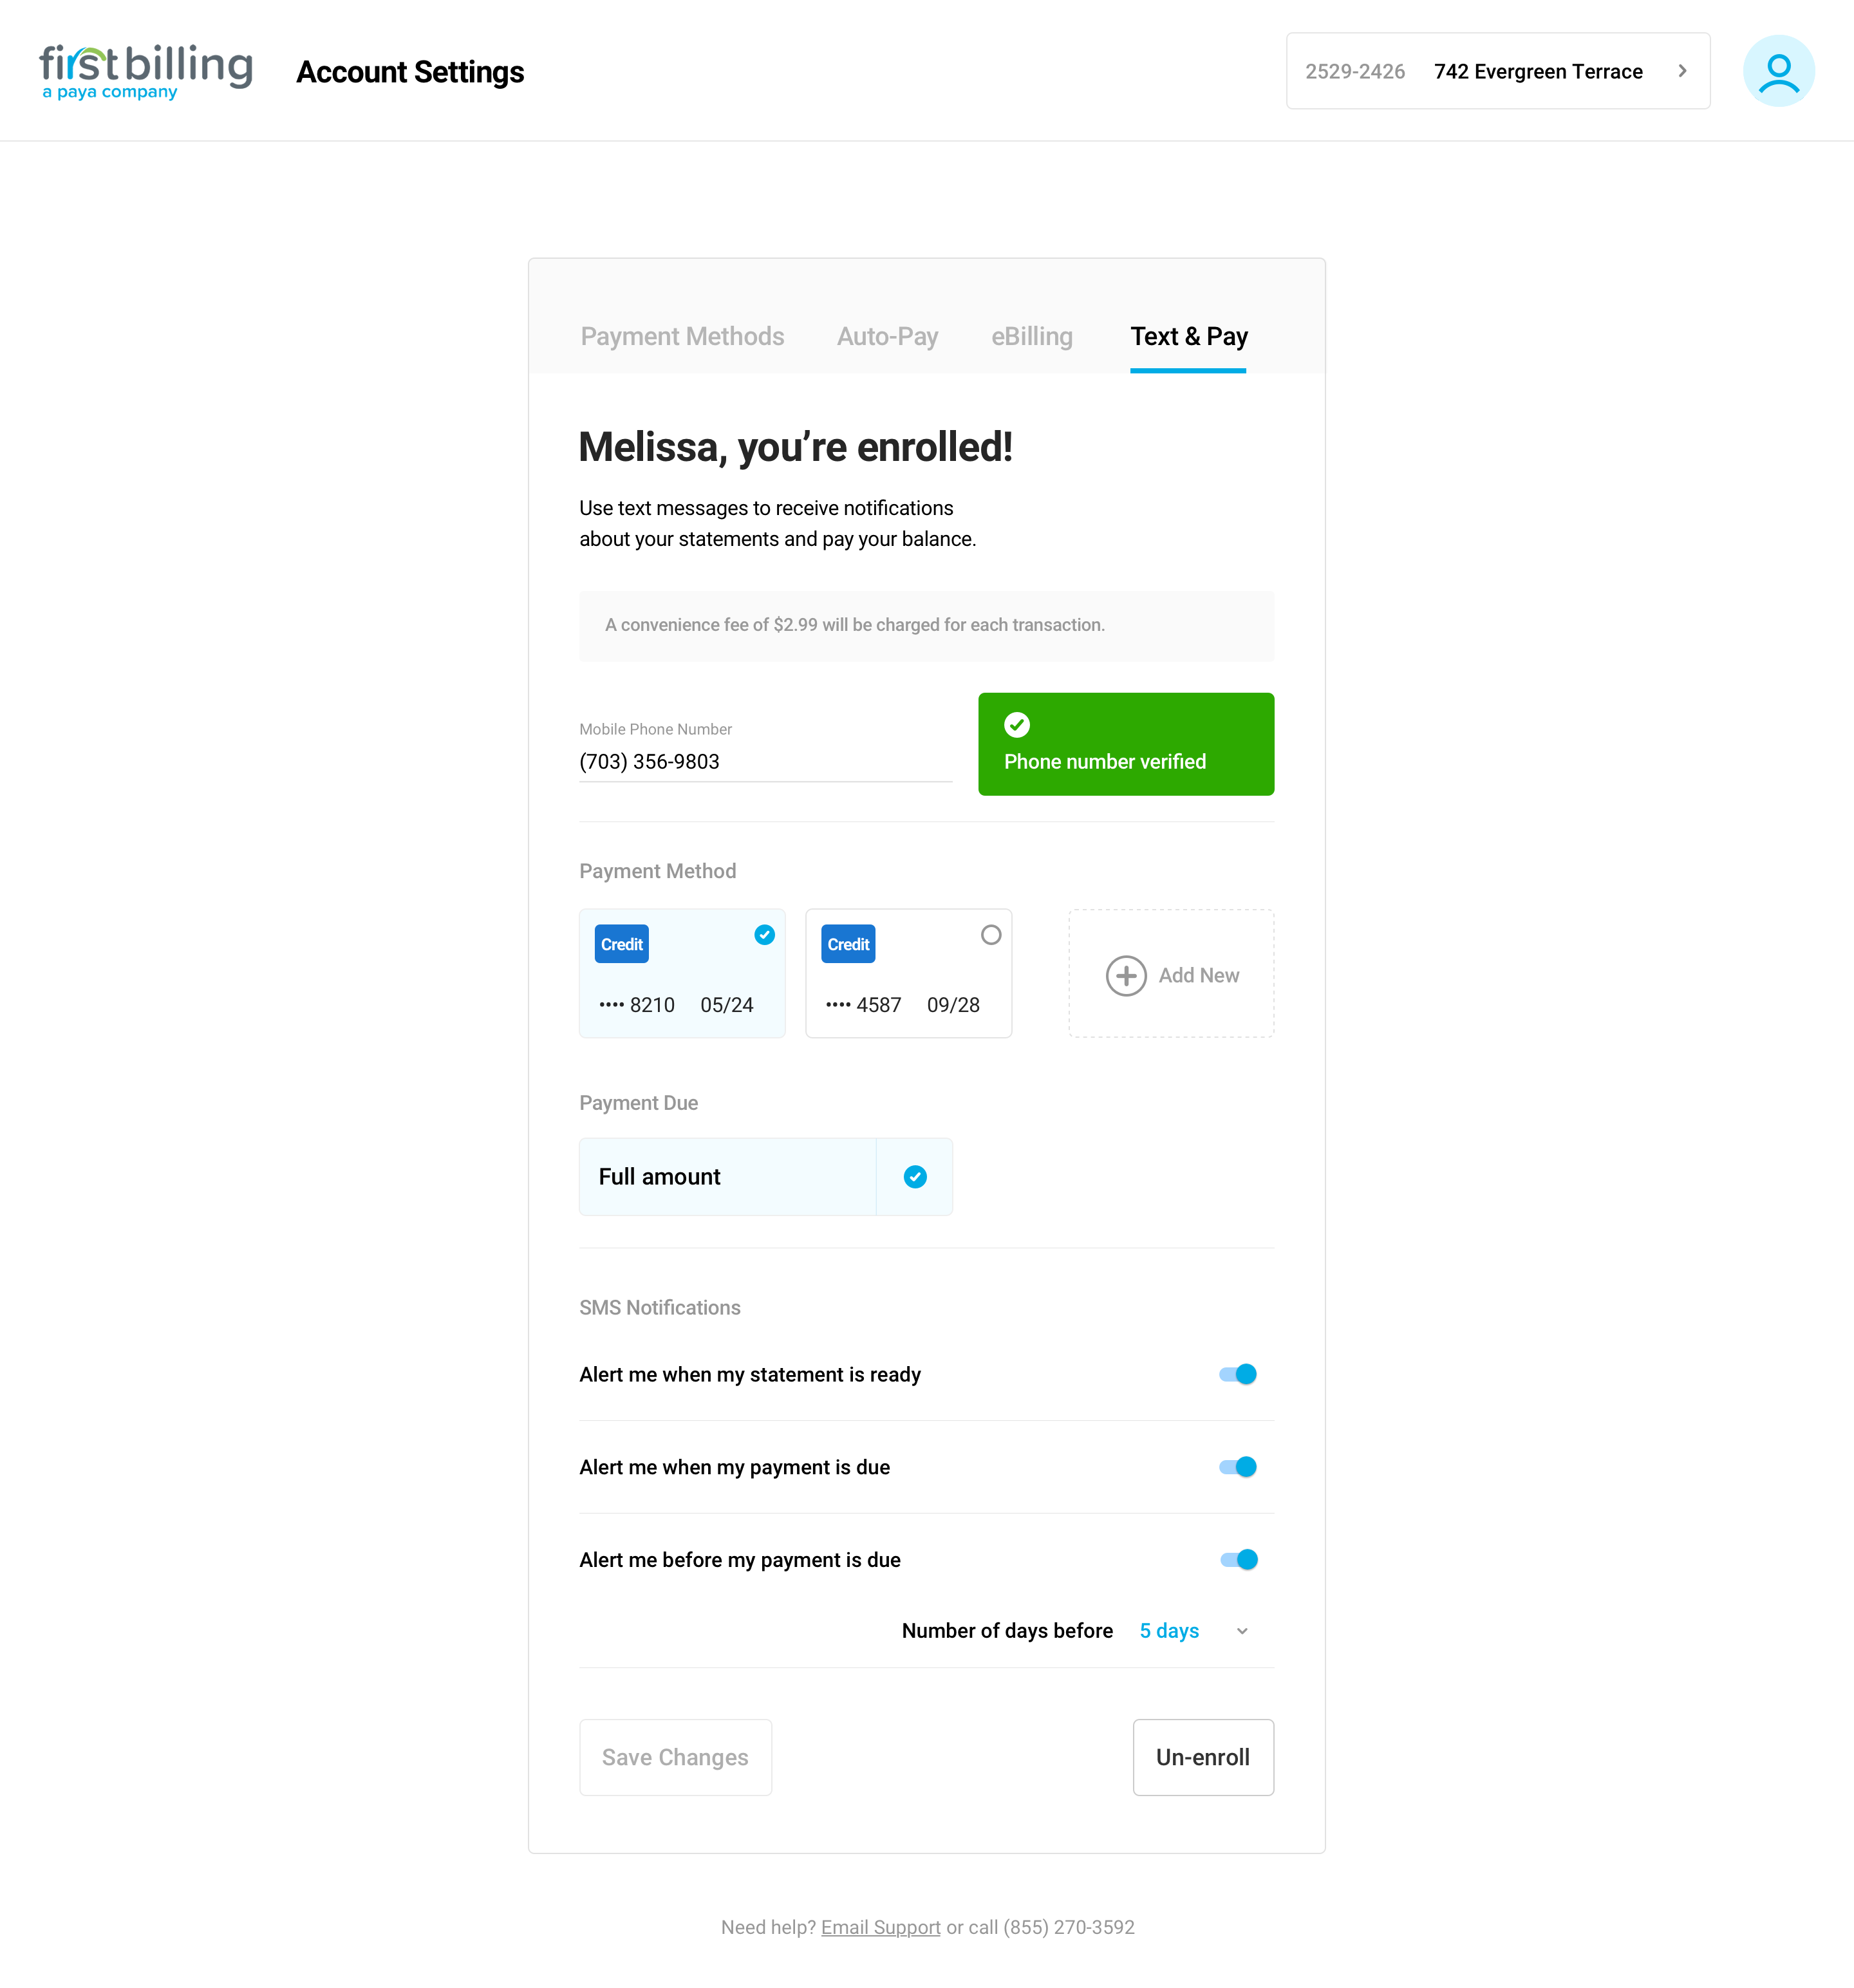 firstbilling
a paya company
Account Settings
2529-2426 742 Evergreen Terrace
Payment Methods Auto-Pay eBilling Text & Pay
Melissa, you’re enrolled!
Use text messages to receive notifications
about your statements and pay your balance.
A convenience fee of $2.99 will be charged for each transaction.
Mobile Phone Number
(703) 356-9803
Phone number verified
Payment Method
Credit
•••• 8210 05/24
Credit
•••• 4587 09/28
Add New
Payment Due
Full amount
SMS Notifications
Alert me when my statement is ready
Alert me when my payment is due
Alert me before my payment is due
Number of days before 5 days
Save Changes
Un-enroll
Need help? Email Support or call (855) 270-3592